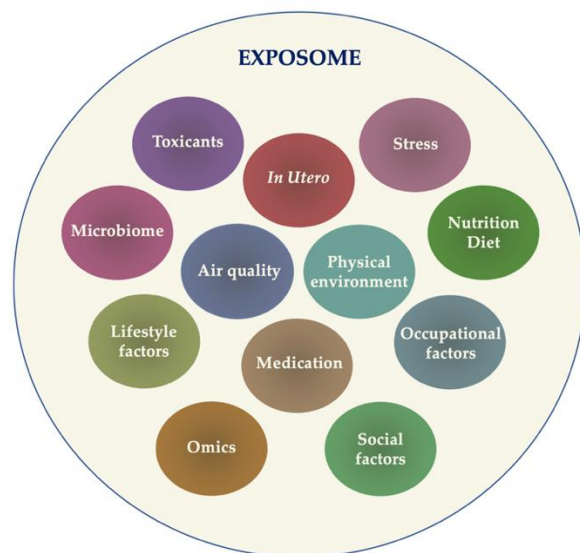 EXPOSOME
Toxicants
Stress
In Utero
Microbiome
Nutrition
Diet
Air quality
Physical
environment
Lifestyle
factors
Occupational
factors
Medication
Omics
Social
factors